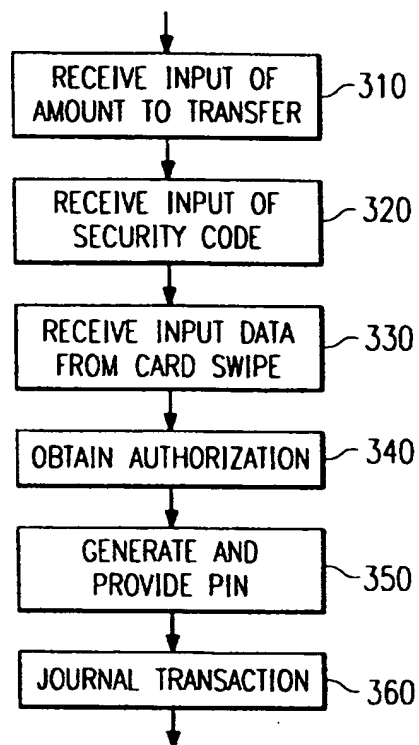 RECEIVE INPUT OF
AMOUNT TO TRANSFER
310
RECEIVE INPUT OF
SECURITY CODE
320
RECEIVE INPUT DATA
FROM CARD SWIPE
330
OBTAIN AUTHORIZATION
340
GENERATE AND
PROVIDE PIN
350
JOURNAL TRANSACTION
360